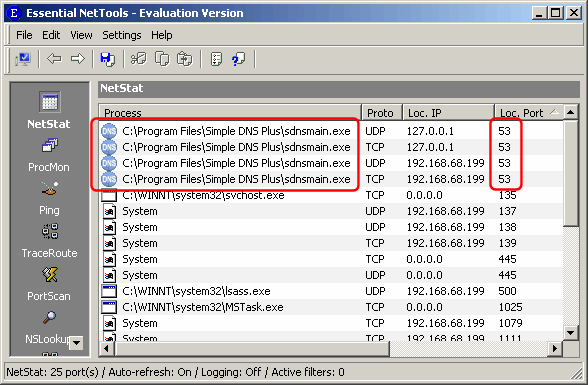 Essential NetTools - Evaluation Version
File Edit View Settings Help
NetStat
NetStat
ProcMon
Ping
TraceRoute
PortScan
NSLookup
Process Proto Loc. IP Loc. Port
DNS C:\Program Files\Simple DNS Plus\sdnsmain.exe UDP 127.0.0.1 53
DNS C:\Program Files\Simple DNS Plus\sdnsmain.exe TCP 127.0.0.1 53
DNS C:\Program Files\Simple DNS Plus\sdnsmain.exe UDP 192.168.68.199 53
DNS C:\Program Files\Simple DNS Plus\sdnsmain.exe TCP 192.168.68.199 53
C:\WINNT\system32\svchost.exe TCP 0.0.0.0 135
System UDP 192.168.68.199 137
System UDP 192.168.68.199 138
System TCP 192.168.68.199 139
System TCP 0.0.0.0 445
System UDP 0.0.0.0 445
C:\WINNT\system32\lsass.exe UDP 192.168.68.199 500
C:\WINNT\system32\MSTask.exe TCP 0.0.0.0 1025
System TCP 192.168.68.199 1079
System TCP 192.168.68.199 1111
NetStat: 25 port(s) / Auto-refresh: On / Logging: Off / Active filters: 0